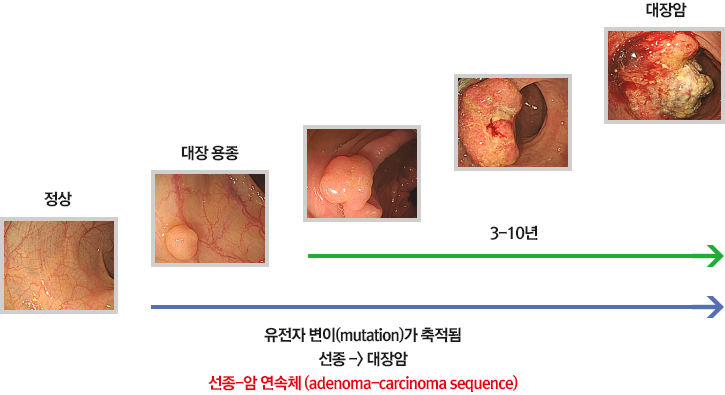 대장암
대장 용종
정상
3-10년
유전자 변이(mutation)가 축적됨
선종 -> 대장암
선종-암 연속체 (adenoma-carcinoma sequence)